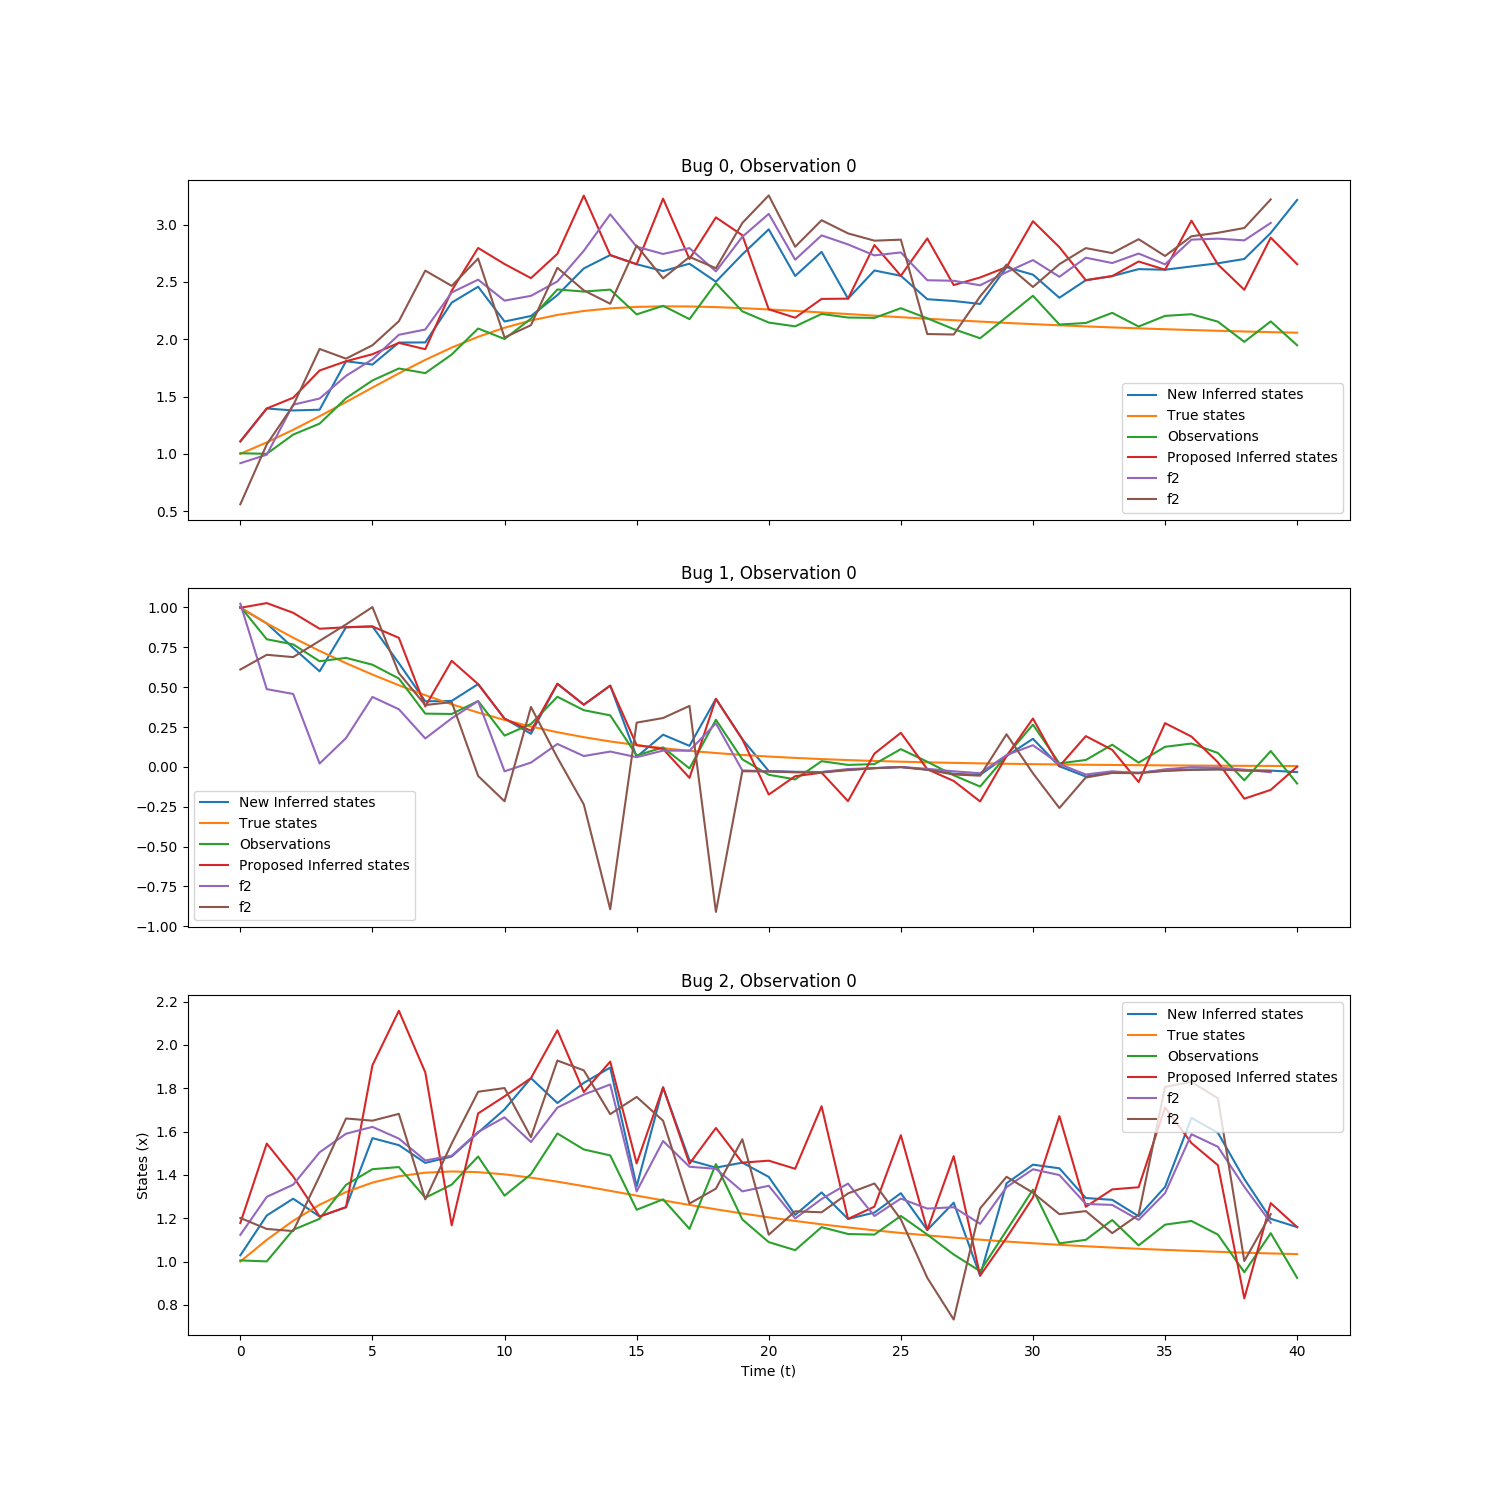 Bug 0, Observation 0
3.0
2.5
2.0
1.5
1.0
0.5
New Inferred states
True states
Observations
Proposed Inferred states
f2
f2
Bug 1, Observation 0
1.00
0.75
0.50
0.25
0.00
−0.25
−0.50
−0.75
−1.00
New Inferred states
True states
Observations
Proposed Inferred states
f2
f2
Bug 2, Observation 0
States (x)
2.2
2.0
1.8
1.6
1.4
1.2
1.0
0.8
New Inferred states
True states
Observations
Proposed Inferred states
f2
f2
0 5 10 15 20 25 30 35 40
Time (t)